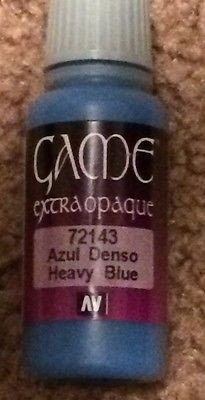 GAME
extraopaque
72143
Azul Denso
Heavy Blue
AV